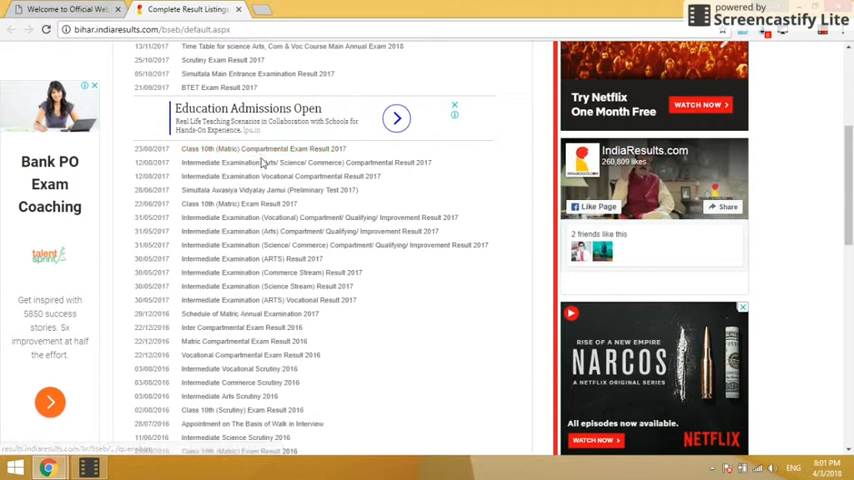 Welcome to Official Web
Complete Result Listings
powered by
Screencastify Lite
bihar.indiaresults.com/bseb/default.aspx
13/11/2017 Time Table for science Arts, Com & Voc Course Main Annual Exam 2018
25/10/2017 Scrutiny Exam Result 2017
05/10/2017 Simultala Main Entrance Examination Result 2017
21/09/2017 BTET Exam Result 2017
Education Admissions Open
Real Life Teaching Scenarios in Collaboration with Schools for
Hands-On Experience. lpu.in
23/08/2017 Class 10th (Matric) Compartmental Exam Result 2017
12/08/2017 Intermediate Examination (Arts/ Science/ Commerce) Compartmental Result 2017
12/08/2017 Intermediate Examination Vocational Compartmental Result 2017
28/06/2017 Simultala Awasiya Vidyalay Jamui (Preliminary Test 2017)
22/06/2017 Class 10th (Matric) Exam Result 2017
31/05/2017 Intermediate Examination (Vocational) Compartment/ Qualifying/ Improvement Result 2017
31/05/2017 Intermediate Examination (Arts) Compartment/ Qualifying/ Improvement Result 2017
31/05/2017 Intermediate Examination (Science/ Commerce) Compartment/ Qualifying/ Improvement Result 2017
30/05/2017 Intermediate Examination (ARTS) Result 2017
30/05/2017 Intermediate Examination (Commerce Stream) Result 2017
30/05/2017 Intermediate Examination (Science Stream) Result 2017
30/05/2017 Intermediate Examination (ARTS) Vocational Result 2017
29/12/2016 Schedule of Matric Annual Examination 2017
22/12/2016 Inter Compartmental Exam Result 2016
22/12/2016 Matric Compartmental Exam Result 2016
22/12/2016 Vocational Compartmental Exam Result 2016
03/08/2016 Intermediate Vocational Scrutiny 2016
03/08/2016 Intermediate Commerce Scrutiny 2016
03/08/2016 Intermediate Arts Scrutiny 2016
02/08/2016 Class 10th (Scrutiny) Exam Result 2016
28/07/2016 Appointment on The Basis of Walk in Interview
11/06/2016 Intermediate Science Scrutiny 2016
Class 10th (Matric) Exam Result 2016
Bank PO
Exam
Coaching
talent
sprint
Get inspired with
5850 success
stories. 5x
improvement at half
the effort.
Try Netflix
One Month Free
WATCH NOW
IndiaResults.com
260,809 likes
Like Page
Share
2 friends like this
RISE OF A NEW EMPIRE
NARCOS
A NETFLIX ORIGINAL SERIES
All episodes now available.
WATCH NOW
NETFLIX
ENG
8:01 PM
4/3/2018